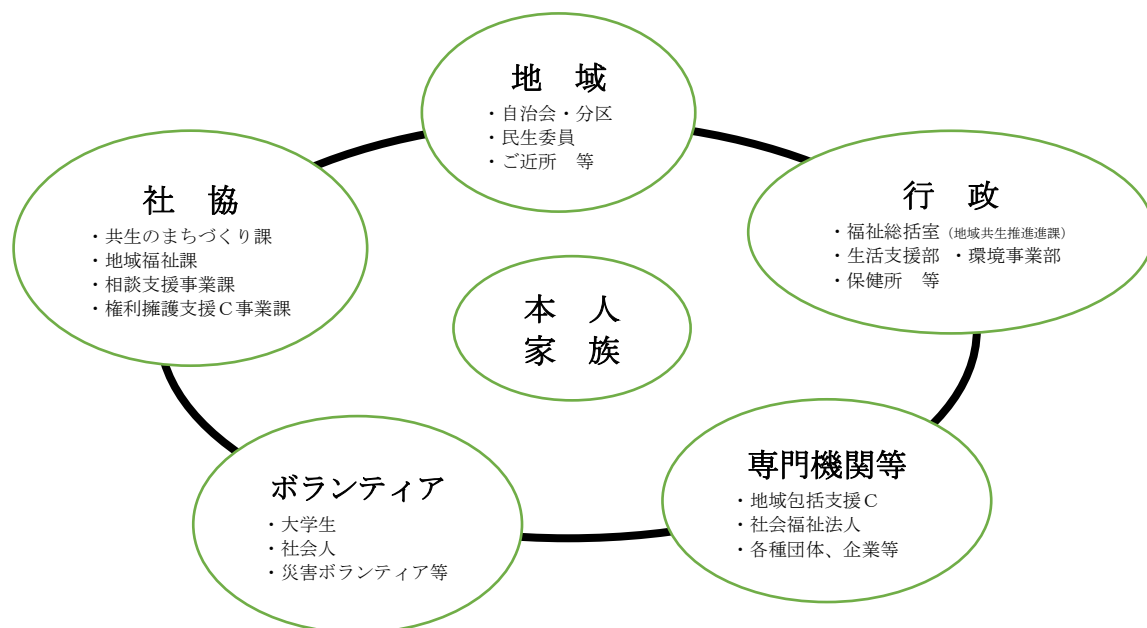 地　域
・自治会・分区
・民生委員
・ご近所　等
社　協
・共生のまちづくり課
・地域福祉課
・相談支援事業課
・権利擁護支援Ｃ事業課
行　政
・福祉総括室（地域共生推進進課）
・生活支援部 ・環境事業部
・保健所　等
本　人
家　族
ボランティア
・大学生
・社会人
・災害ボランティア等
専門機関等
・地域包括支援Ｃ
・社会福祉法人
・各種団体、企業等